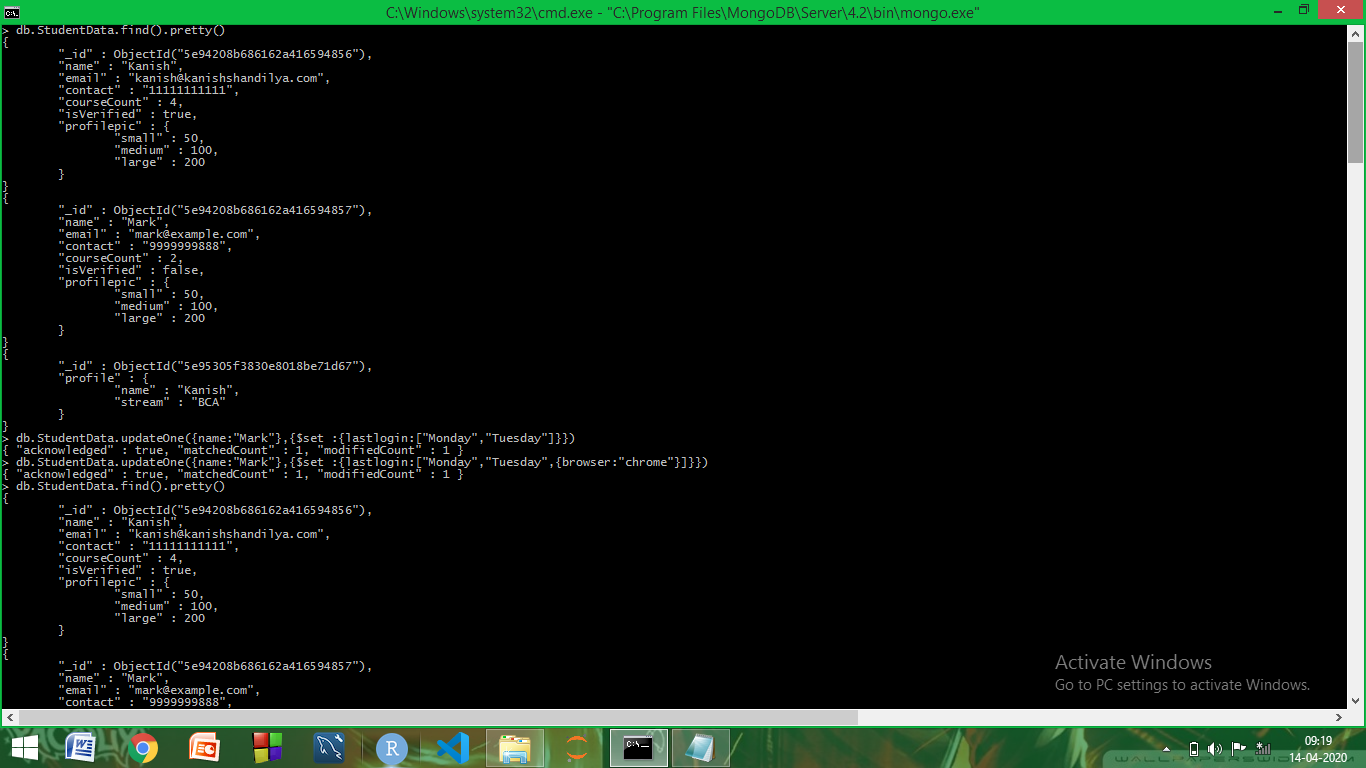 C:\Windows\system32\cmd.exe - "C:\Program Files\MongoDB\Server\4.2\bin\mongo.exe"
> db.StudentData.find().pretty()
{
"_id" : ObjectId("5e94208b686162a416594856"),
"name" : "Kanish",
"email" : "kanish@kanishshandilya.com",
"contact" : "11111111111",
"courseCount" : 4,
"isVerified" : true,
"profilepic" : {
"small" : 50,
"medium" : 100,
"large" : 200
}
}
{
"_id" : ObjectId("5e94208b686162a416594857"),
"name" : "Mark",
"email" : "mark@example.com",
"contact" : "9999999888",
"courseCount" : 2,
"isVerified" : false,
"profilepic" : {
"small" : 50,
"medium" : 100,
"large" : 200
}
}
{
"_id" : ObjectId("5e95305f3830e8018be71d67"),
"profile" : {
"name" : "Kanish",
"stream" : "BCA"
}
}
> db.StudentData.updateOne({name:"Mark"},{$set :{lastlogin:["Monday","Tuesday"]}})
{ "acknowledged" : true, "matchedCount" : 1, "modifiedCount" : 1 }
> db.StudentData.updateOne({name:"Mark"},{$set :{lastlogin:["Monday","Tuesday",{browser:"chrome"}]}})
{ "acknowledged" : true, "matchedCount" : 1, "modifiedCount" : 1 }
> db.StudentData.find().pretty()
{
"_id" : ObjectId("5e94208b686162a416594856"),
"name" : "Kanish",
"email" : "kanish@kanishshandilya.com",
"contact" : "11111111111",
"courseCount" : 4,
"isVerified" : true,
"profilepic" : {
"small" : 50,
"medium" : 100,
"large" : 200
}
}
{
"_id" : ObjectId("5e94208b686162a416594857"),
"name" : "Mark",
"email" : "mark@example.com",
"contact" : "9999999888",
Activate Windows
Go to PC settings to activate Windows.
09:19
14-04-2020